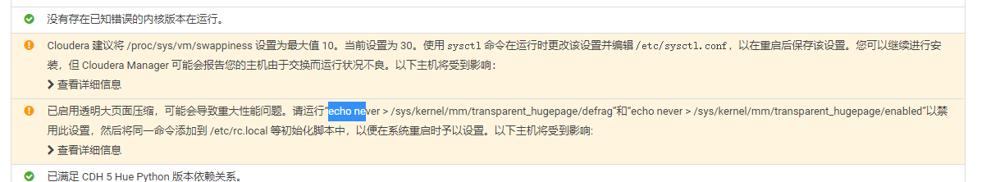 没有存在已知错误的内核版本在运行。
Cloudera 建议将 /proc/sys/vm/swappiness 设置为最大值 10。当前设置为 30。使用 sysctl 命令在运行时更改该设置并编辑 /etc/sysctl.conf，以在重启后保存该设置。您可以继续进行安
装，但 Cloudera Manager 可能会报告您的主机由于交换而运行状况不良。以下主机将受到影响：
查看详细信息
已启用透明大页面压缩，可能会导致重大性能问题。请运行“echo never > /sys/kernel/mm/transparent_hugepage/defrag”和“echo never > /sys/kernel/mm/transparent_hugepage/enabled”以禁
用此设置，然后将同一命令添加到 /etc/rc.local 等初始化脚本中，以便在系统重启时予以设置。以下主机将受到影响:
查看详细信息
已满足 CDH 5 Hue Python 版本依赖关系。